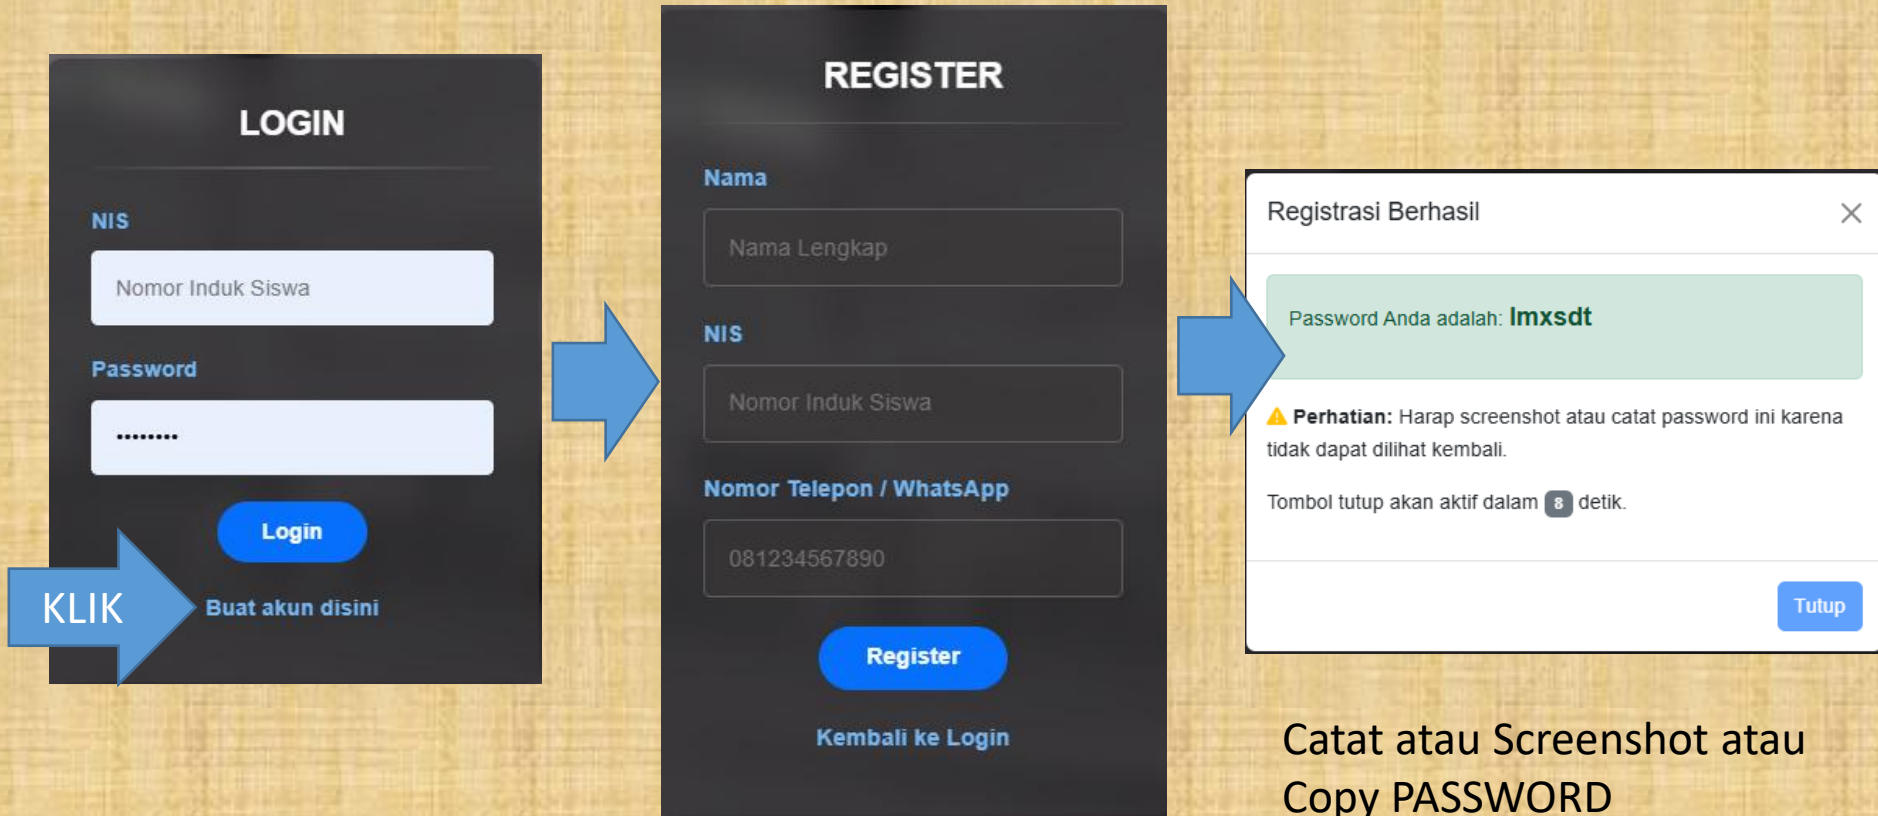 LOGIN
NIS
Nomor Induk Siswa
Password
Login
KLIK
Buat akun disini
REGISTER
Nama
Nama Lengkap
NIS
Nomor Induk Siswa
Nomor Telepon / WhatsApp
081234567890
Register
Kembali ke Login
Registrasi Berhasil
Password Anda adalah: lmxsdt
Perhatian: Harap screenshot atau catat password ini karena
tidak dapat dilihat kembali.
Tombol tutup akan aktif dalam 8 detik.
Tutup
Catat atau Screenshot atau
Copy PASSWORD